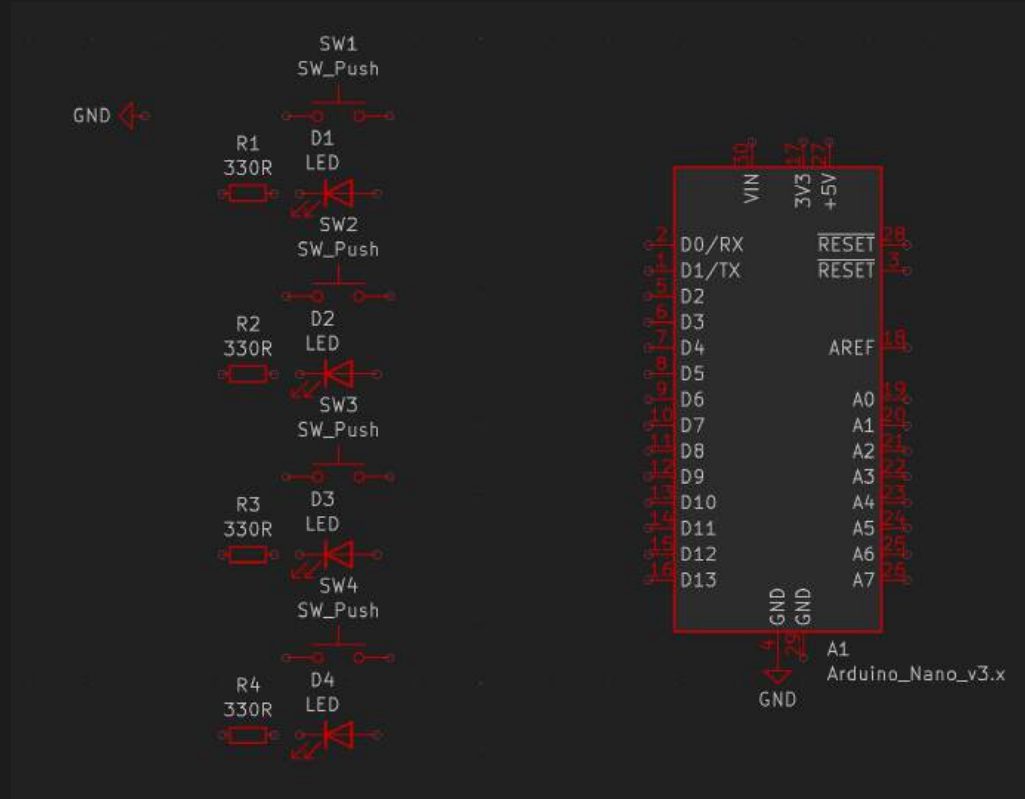 SW1
SW_Push
GND
R1
330R
D1
LED
SW2
SW_Push
R2
330R
D2
LED
SW3
SW_Push
R3
330R
D3
LED
SW4
SW_Push
R4
330R
D4
LED
30
17
27
VIN
3V3
+5V
2 D0/RX RESET 28
1 D1/TX RESET 3
5 D2
6 D3
7 D4 AREF 18
8 D5
9 D6 A0 19
10 D7 A1 20
11 D8 A2 21
12 D9 A3 22
13 D10 A4 23
14 D11 A5 24
15 D12 A6 25
16 D13 A7 26
GND
GND
4
29
A1
Arduino_Nano_v3.x
GND